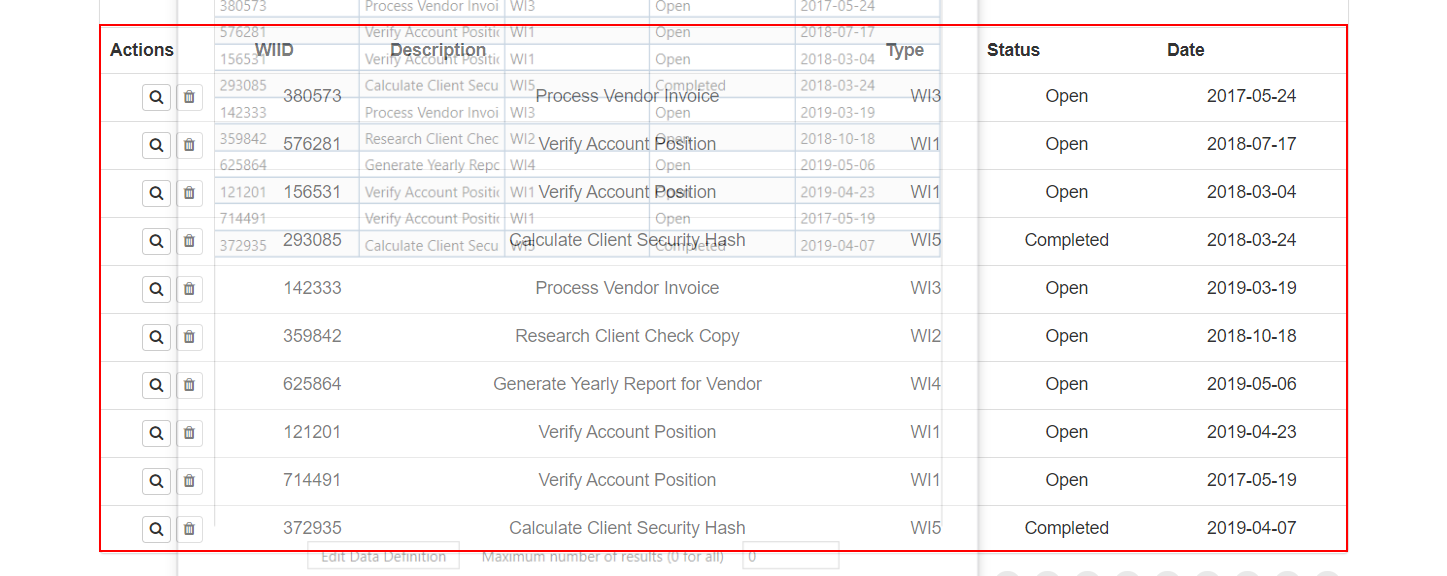 380573 Process Vendor Invoi WI3 Open 2017-05-24
576281 Verify Account Positic WI1 Open 2018-07-17
Actions WIID Description Type Status Date
156531 Verify Account Positic WI1 Open 2018-03-04
293085 Calculate Client Secu WI5 Completed 2018-03-24
380573 Process Vendor Invoice WI3 Open 2017-05-24
142333 Process Vendor Invoi WI3 Open 2019-03-19
359842 Research Client Chec WI2 Open 2018-10-18
576281 Verify Account Position WI1 Open 2018-07-17
625864 Generate Yearly Repc WI4 Open 2019-05-06
121201 Verify Account Positic WI1 Open 2019-04-23
156531 Verify Account Position WI1 Open 2018-03-04
714491 Verify Account Positic WI1 Open 2017-05-19
372935 Calculate Client Secu WI5 Completed 2019-04-07
293085 Calculate Client Security Hash WI5 Completed 2018-03-24
142333 Process Vendor Invoice WI3 Open 2019-03-19
359842 Research Client Check Copy WI2 Open 2018-10-18
625864 Generate Yearly Report for Vendor WI4 Open 2019-05-06
121201 Verify Account Position WI1 Open 2019-04-23
714491 Verify Account Position WI1 Open 2017-05-19
372935 Calculate Client Security Hash WI5 Completed 2019-04-07
Edit Data Definition Maximum number of results (0 for all) 0